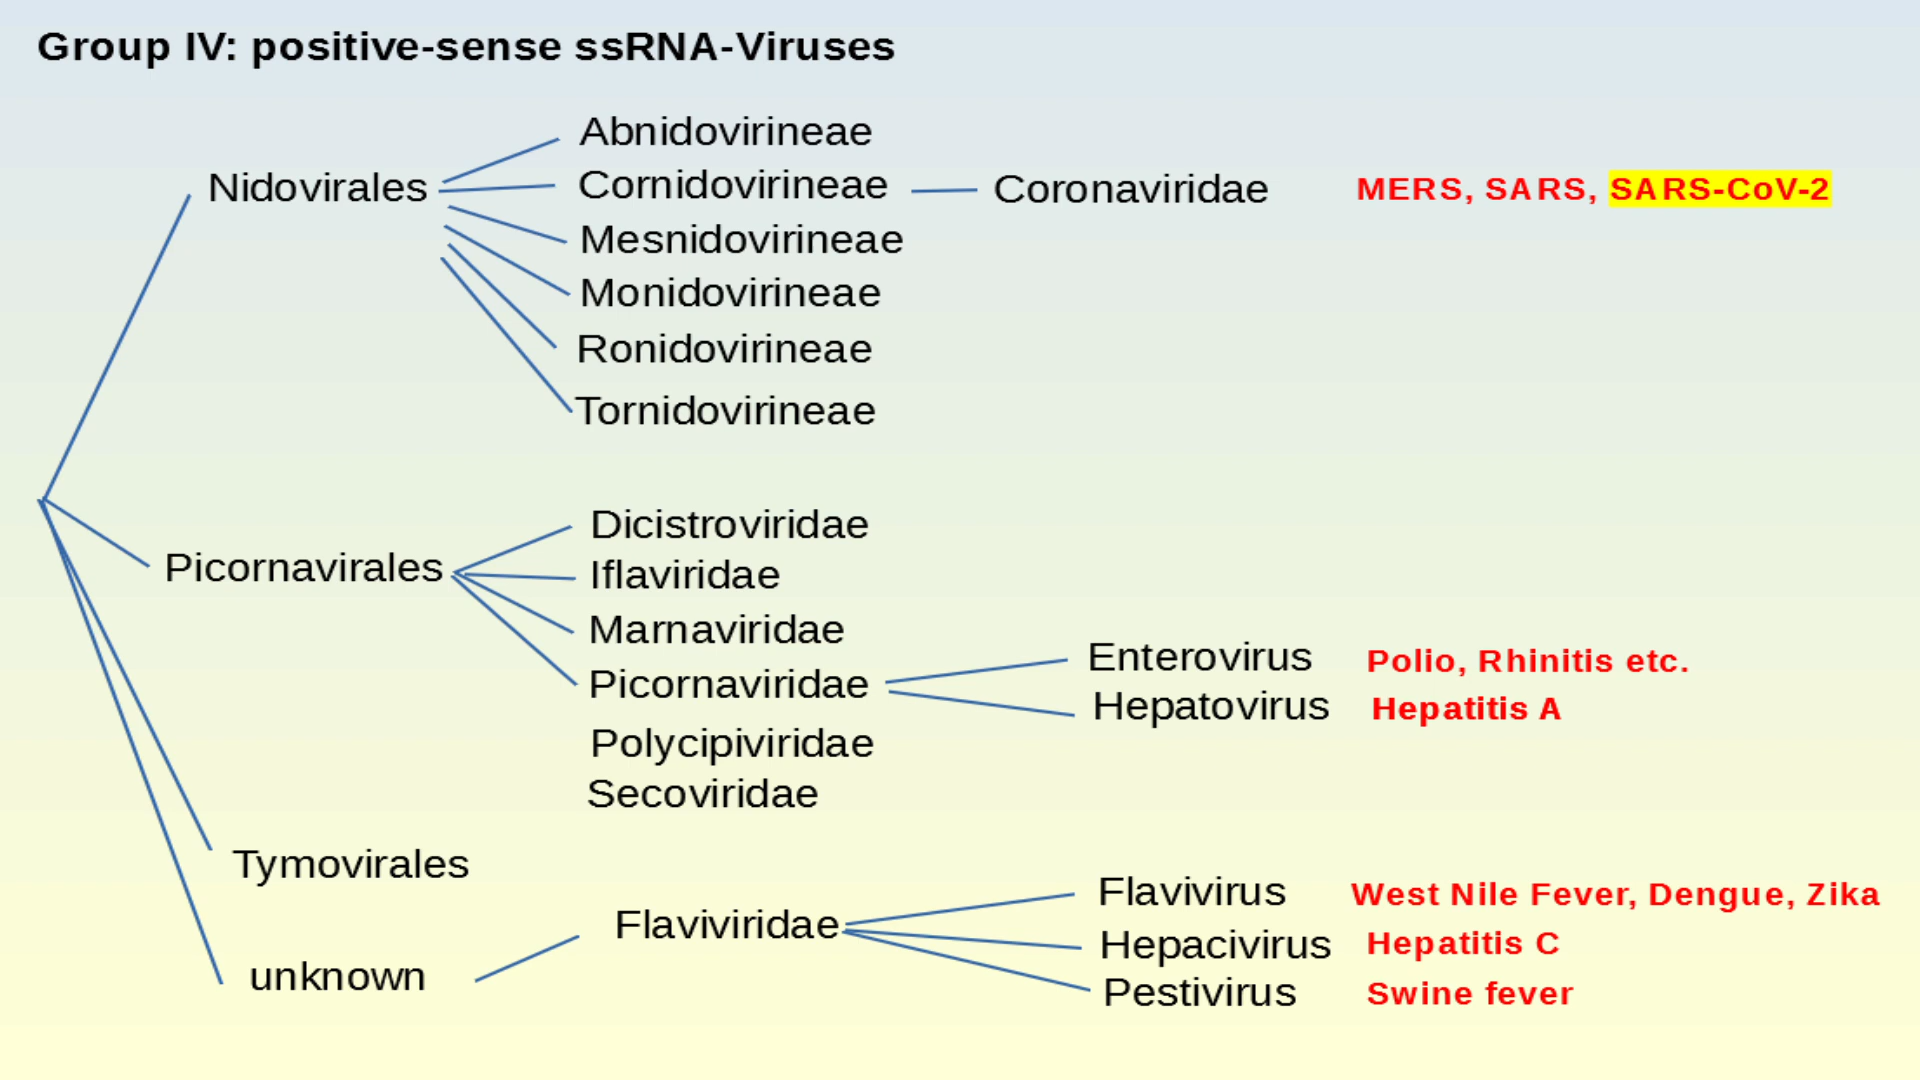 Group IV: positive-sense ssRNA-Viruses
Abnidovirineae
Nidovirales
Cornidovirineae
Coronaviridae
MERS, SARS, SARS-CoV-2
Mesnidovirineae
Monidovirineae
Ronidovirineae
Tornidovirineae
Picornavirales
Dicistroviridae
Iflaviridae
Marnaviridae
Picornaviridae
Enterovirus
Polio, Rhinitis etc.
Hepatovirus
Hepatitis A
Polycipiviridae
Secoviridae
Tymovirales
unknown
Flaviviridae
Flavivirus
West Nile Fever, Dengue, Zika
Hepacivirus
Hepatitis C
Pestivirus
Swine fever